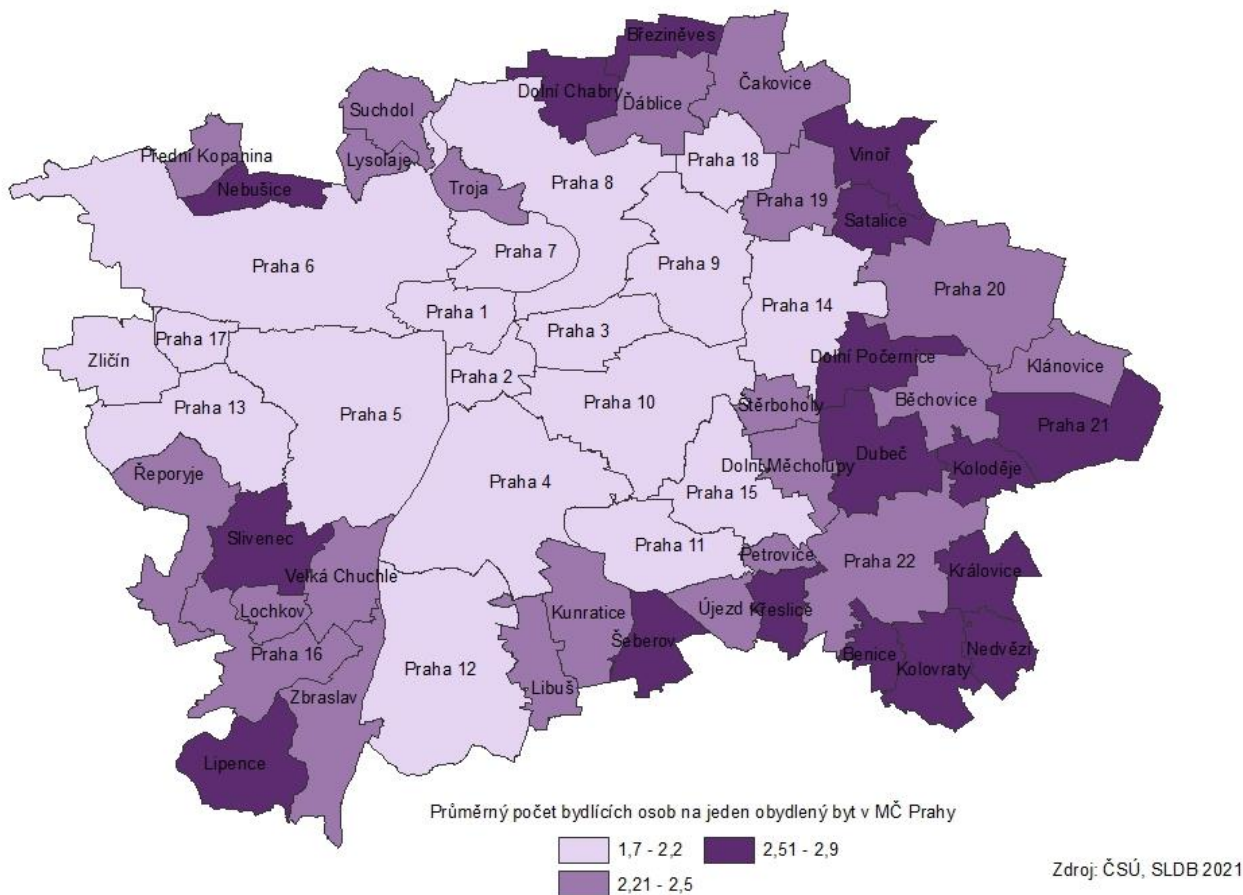 Březiněves
Čakovice
Dolní Chabry
Ďáblice
Suchdol
Přední Kopanina
Lysolaje
Praha 18
Vinoř
Nebušice
Troja
Praha 8
Praha 19
Satalice
Praha 7
Praha 9
Praha 6
Praha 20
Praha 14
Praha 1
Praha 3
Praha 17
Dolní Počernice
Zličín
Klánovice
Praha 2
Běchovice
Štěrboholy
Praha 13
Praha 5
Praha 10
Praha 21
Dubeč
Řeporyje
Dolní Měcholupy
Koloděje
Praha 4
Praha 15
Slivenec
Praha 11
Petrovice
Praha 22
Velká Chuchle
Královice
Lochkov
Kunratice
Újezd
Křeslice
Šeberov
Praha 16
Benice
Nedvězí
Praha 12
Kolovraty
Zbraslav
Libuš
Lipence
Průměrný počet bydlících osob na jeden obydlený byt v MČ Prahy
1,7 - 2,2
2,51 - 2,9
2,21 - 2,5
Zdroj: ČSÚ, SLDB 2021